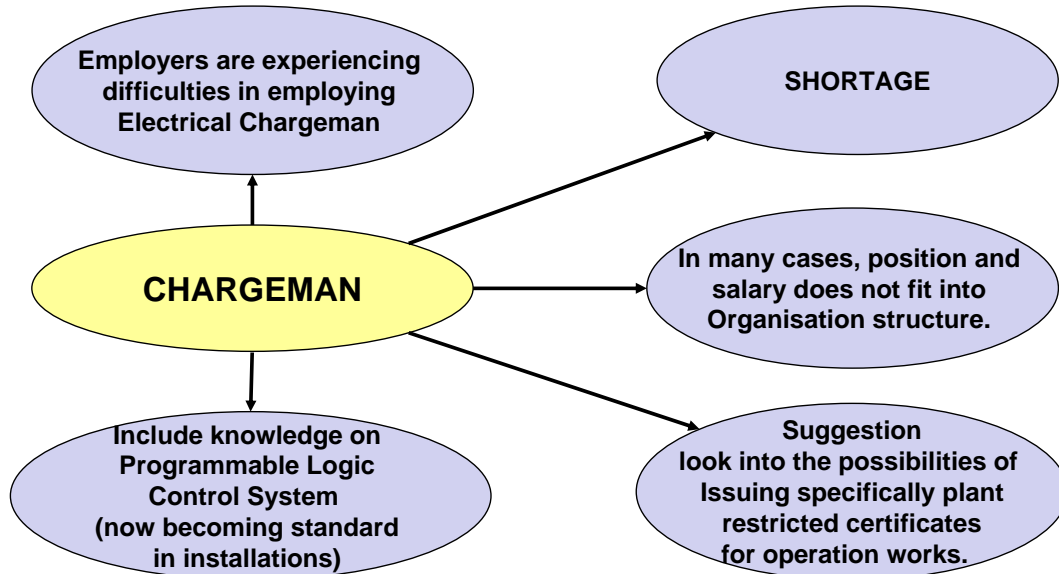 Employers are experiencing
difficulties in employing
Electrical Chargeman
SHORTAGE
CHARGEMAN
In many cases, position and
salary does not fit into
Organisation structure.
Include knowledge on
Programmable Logic
Control System
(now becoming standard
in installations)
Suggestion
look into the possibilities of
Issuing specifically plant
restricted certificates
for operation works.